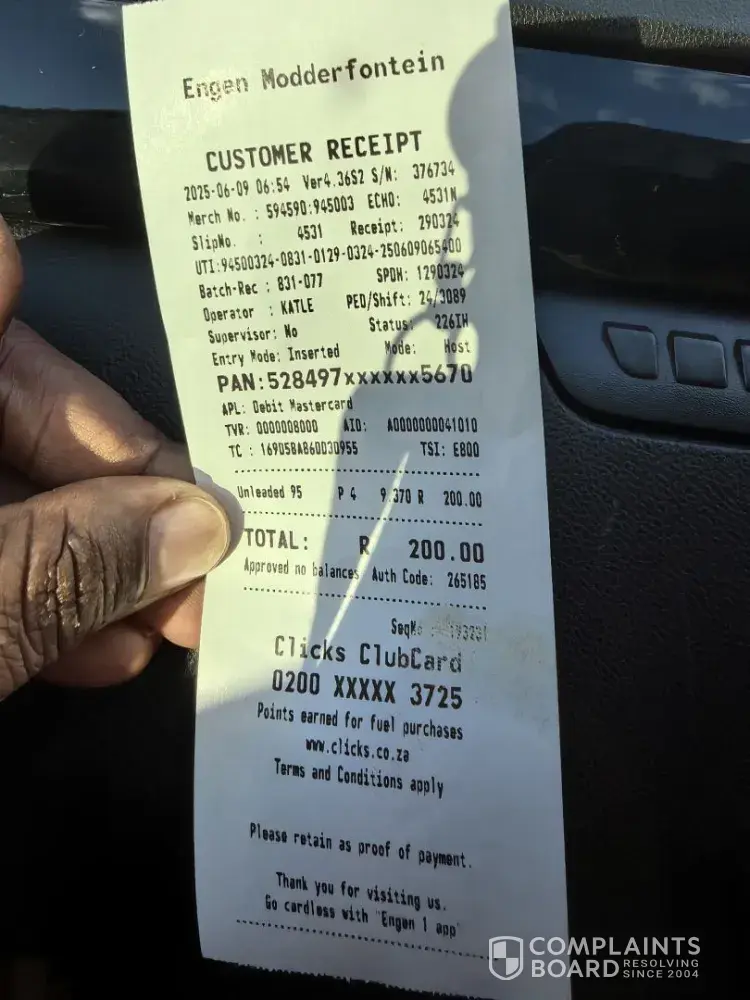 Engen Modderfontein
CUSTOMER RECEIPT
2025-06-09 06:54 Ver4.36S2 S/N: 376734
Merch No. : 594590:945003 ECHO: 4531N
SlipNo. : 4531 Receipt: 290324
UTI:94500324-0831-0129-0324-250609065400
Batch-Rec : 831-077 SPDH: 1290324
Operator : KATLE PED/Shift: 24/3089
Supervisor: No Status: 226IH
Entry Mode: Inserted Mode: Host
PAN:528497xxxxxx5670
APL: Debit Mastercard
TVR: 0000008000 AID: A0000000041010
TC : 169D58A860D30955 TSI: E800
Unleaded 95 P 4 9.370 R 200.00
TOTAL: R 200.00
Approved no balances Auth Code: 265185
SeqNo :
Clicks ClubCard
0200 XXXXX 3725
Points earned for fuel purchases
www.clicks.co.za
Terms and Conditions apply
Please retain as proof of payment.
Thank you for visiting us.
Go cardless with "Engen 1 app"
COMPLAINTS
BOARD RESOLVING SINCE 2004